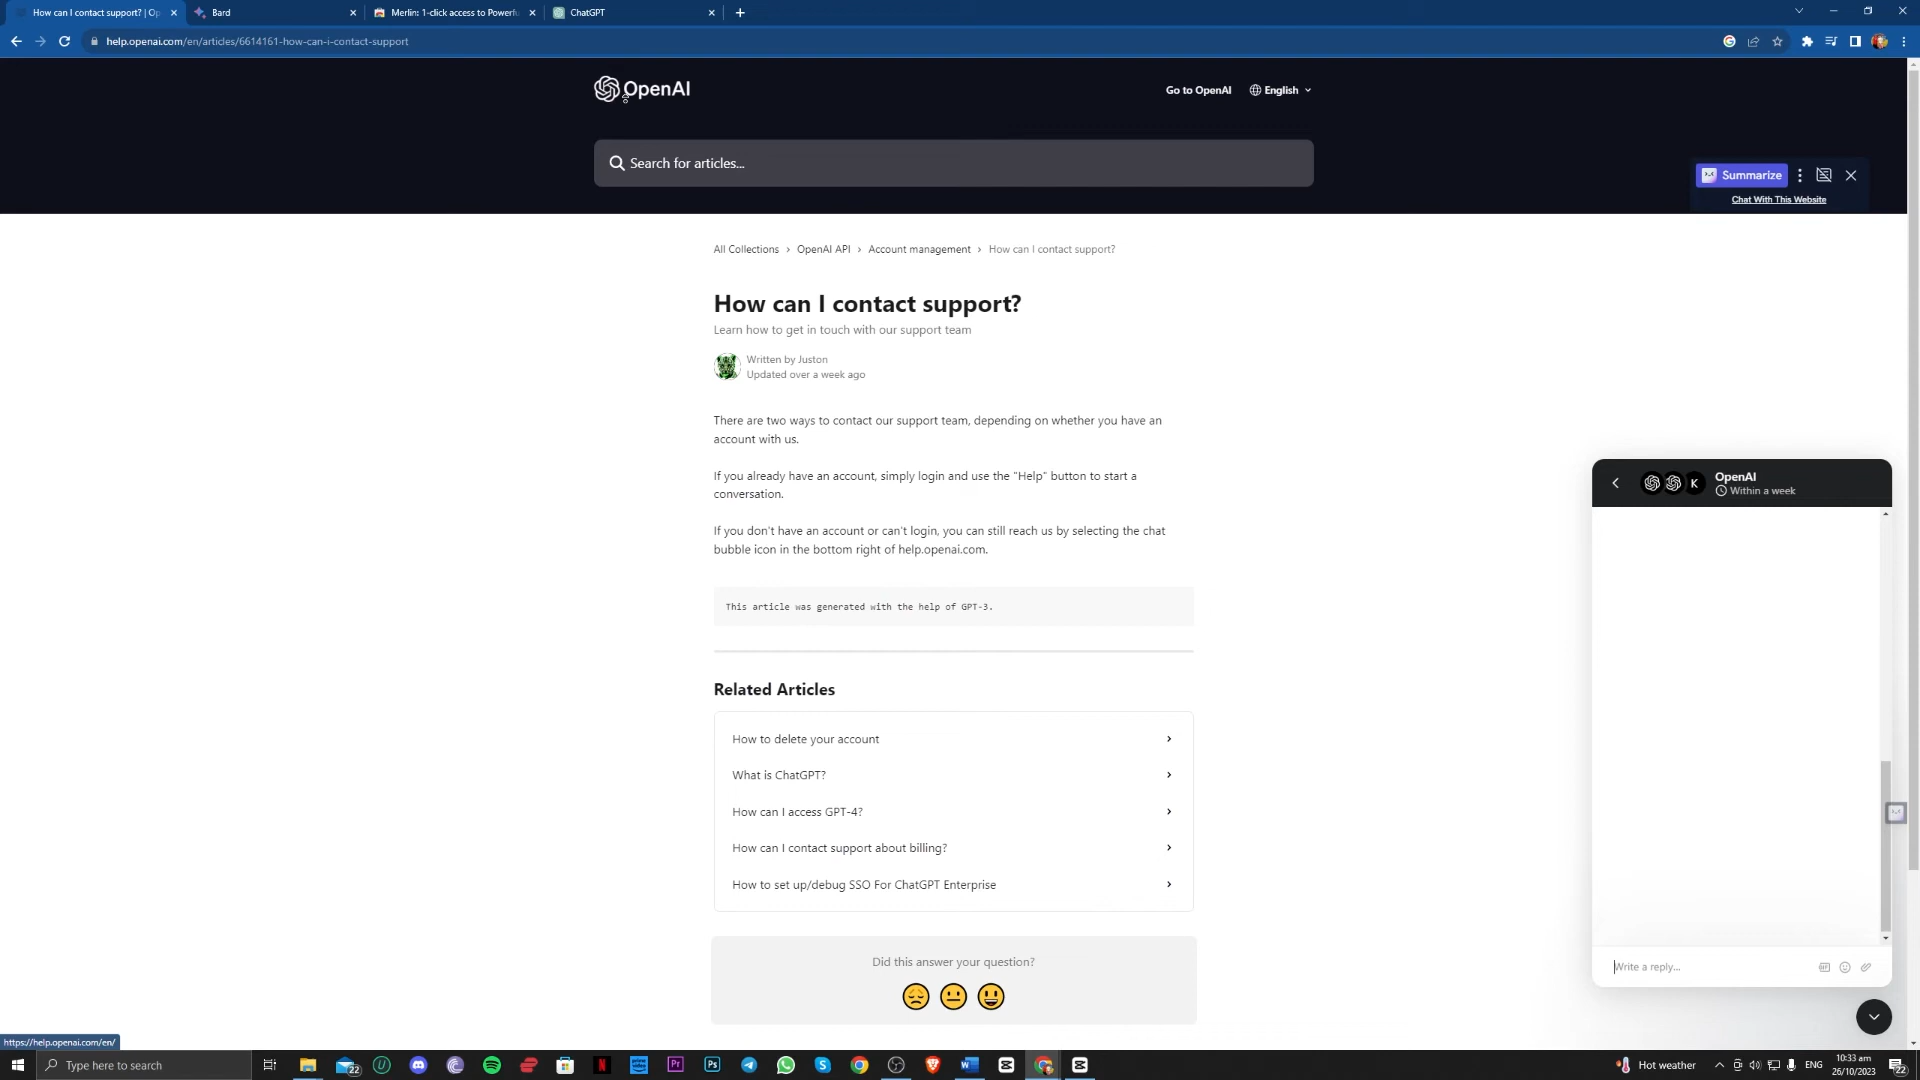 How can I contact support? | Op
Bard
Merlin: 1-click access to Powerfu
ChatGPT
help.openai.com/en/articles/6614161-how-can-i-contact-support
OpenAI
Go to OpenAI
English
Search for articles...
Summarize
Chat With This Website
All Collections > OpenAI API > Account management > How can I contact support?
How can I contact support?
Learn how to get in touch with our support team
Written by Juston
Updated over a week ago
There are two ways to contact our support team, depending on whether you have an
account with us.
If you already have an account, simply login and use the "Help" button to start a
conversation.
If you don't have an account or can't login, you can still reach us by selecting the chat
bubble icon in the bottom right of help.openai.com.
This article was generated with the help of GPT-3.
Related Articles
How to delete your account
What is ChatGPT?
How can I access GPT-4?
How can I contact support about billing?
How to set up/debug SSO For ChatGPT Enterprise
Did this answer your question?
K
OpenAI
Within a week
Write a reply...
GIF
https://help.openai.com/en/
Type here to search
22
U
N
prime video
Pr
Ps
Hot weather
ENG
10:33 am
26/10/2023
22